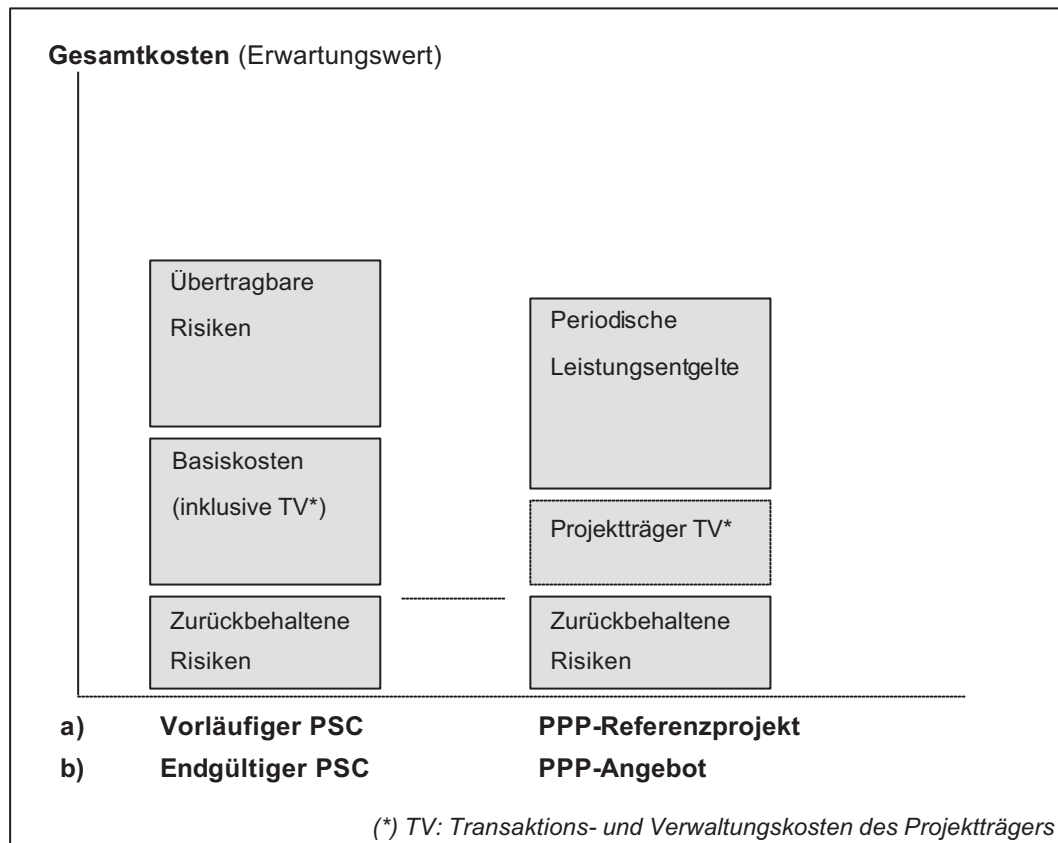 Gesamtkosten (Erwartungswert)
Übertragbare
Risiken
Periodische
Leistungsentgelte
Basiskosten
(inklusive TV*)
Projektträger TV*
Zurückbehaltene
Risiken
Zurückbehaltene
Risiken
a) Vorläufiger PSC PPP-Referenzprojekt
b) Endgültiger PSC PPP-Angebot
(*) TV: Transaktions- und Verwaltungskosten des Projektträgers